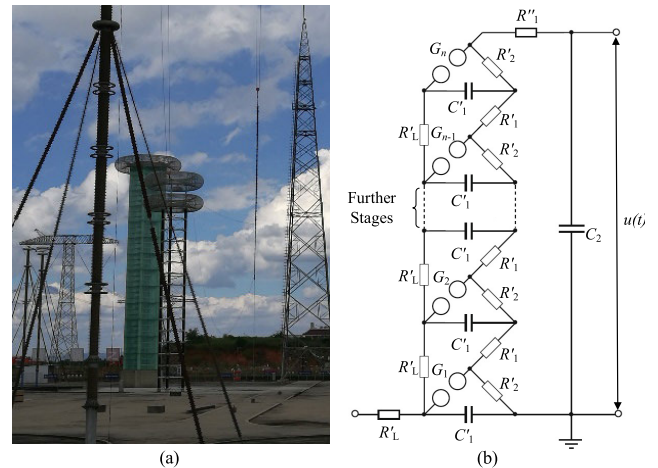 R''1
Gn
R'2
C'1
R'1
R'L
Gn-1
R'2
C'1
Further
Stages
C'1
R'1
R'L
G2
R'2
C'1
R'1
R'L
G1
R'2
R'L
C'1
C2
u(t)
(a)
(b)